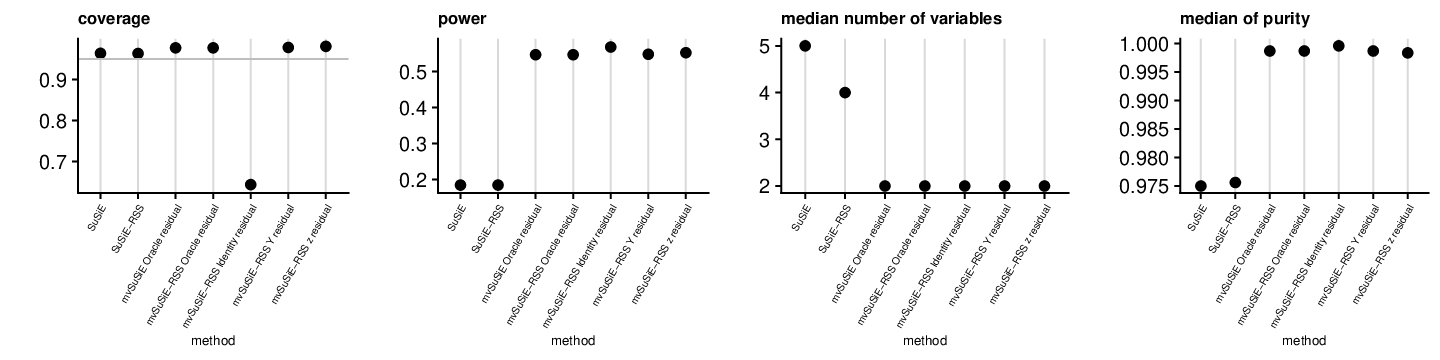 coverage
0.9
0.8
0.7
SuSiE
SuSiE−RSS
mvSuSiE Oracle residual
mvSuSiE−RSS Oracle residual
mvSuSiE−RSS Identity residual
mvSuSiE−RSS Y residual
mvSuSiE−RSS z residual
method
power
0.5
0.4
0.3
0.2
SuSiE
SuSiE−RSS
mvSuSiE Oracle residual
mvSuSiE−RSS Oracle residual
mvSuSiE−RSS Identity residual
mvSuSiE−RSS Y residual
mvSuSiE−RSS z residual
method
median number of variables
5
4
3
2
SuSiE
SuSiE−RSS
mvSuSiE Oracle residual
mvSuSiE−RSS Oracle residual
mvSuSiE−RSS Identity residual
mvSuSiE−RSS Y residual
mvSuSiE−RSS z residual
method
median of purity
1.000
0.995
0.990
0.985
0.980
0.975
SuSiE
SuSiE−RSS
mvSuSiE Oracle residual
mvSuSiE−RSS Oracle residual
mvSuSiE−RSS Identity residual
mvSuSiE−RSS Y residual
mvSuSiE−RSS z residual
method